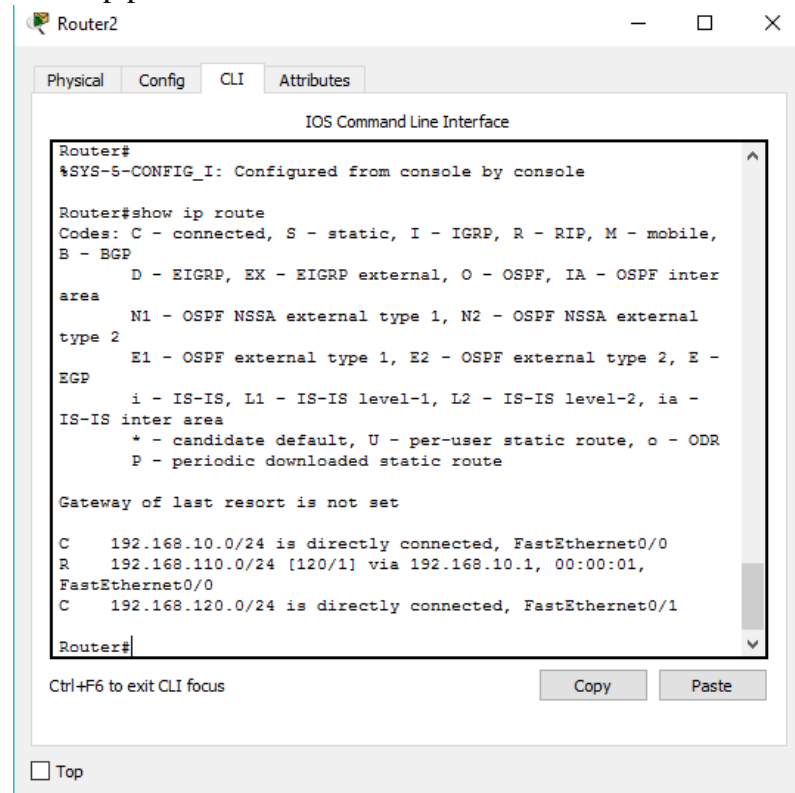 Router2
Physical Config CLI Attributes
IOS Command Line Interface
Router#
%SYS-5-CONFIG_I: Configured from console by console
Router#show ip route
Codes: C - connected, S - static, I - IGRP, R - RIP, M - mobile,
B - BGP
D - EIGRP, EX - EIGRP external, O - OSPF, IA - OSPF inter
area
N1 - OSPF NSSA external type 1, N2 - OSPF NSSA external
type 2
E1 - OSPF external type 1, E2 - OSPF external type 2, E -
EGP
i - IS-IS, L1 - IS-IS level-1, L2 - IS-IS level-2, ia -
IS-IS inter area
* - candidate default, U - per-user static route, o - ODR
P - periodic downloaded static route
Gateway of last resort is not set
C 192.168.10.0/24 is directly connected, FastEthernet0/0
R 192.168.110.0/24 [120/1] via 192.168.10.1, 00:00:01,
FastEthernet0/0
C 192.168.120.0/24 is directly connected, FastEthernet0/1
Router#
Ctrl+F6 to exit CLI focus
Copy Paste
Top